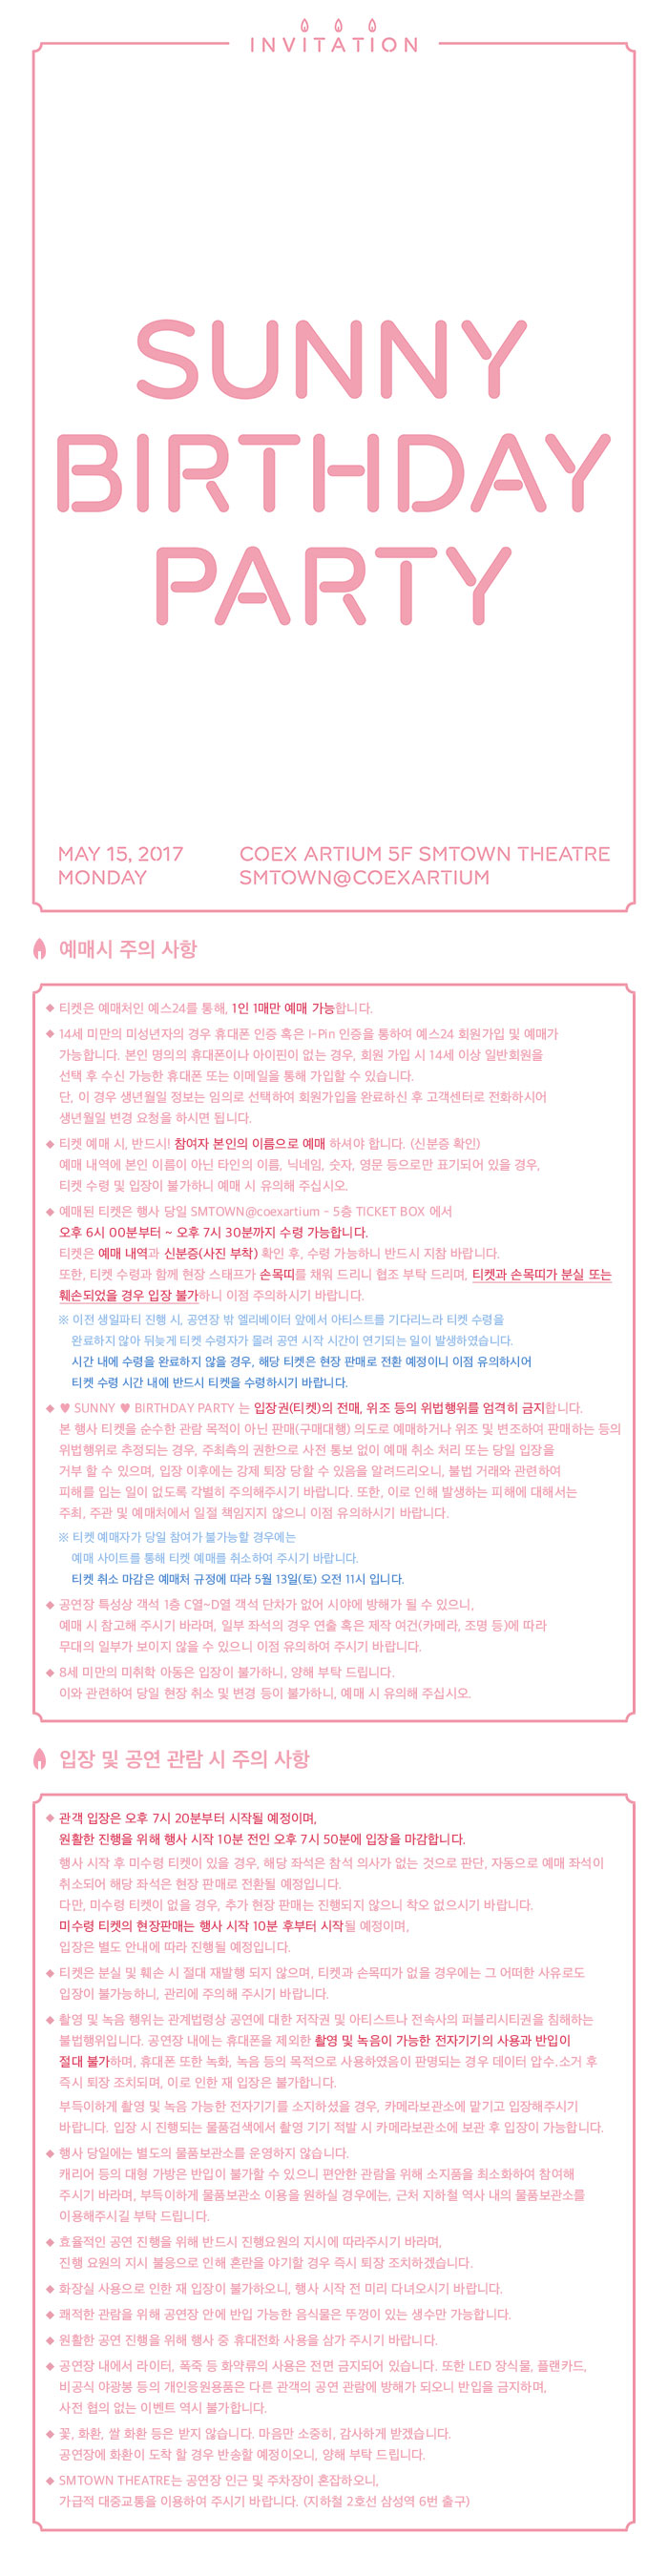 INVITATION
SUNNY
BIRTHDAY
PARTY
MAY 15, 2017
MONDAY
COEX ARTIUM 5F SMTOWN THEATRE
SMTOWN@COEXARTIUM
예매시 주의 사항
◆ 티켓은 예매처인 예스24를 통해, 1인 1매만 예매 가능합니다.
◆ 14세 미만의 미성년자의 경우 휴대폰 인증 혹은 I-Pin 인증을 통하여 예스24 회원가입 및 예매가
가능합니다. 본인 명의의 휴대폰이나 아이핀이 없는 경우, 회원 가입 시 14세 이상 일반회원을
선택 후 수신 가능한 휴대폰 또는 이메일을 통해 가입할 수 있습니다.
단, 이 경우 생년월일 정보는 임의로 선택하여 회원가입을 완료하신 후 고객센터로 전화하시어
생년월일 변경 요청을 하시면 됩니다.
◆ 티켓 예매 시, 반드시! 참여자 본인의 이름으로 예매 하셔야 합니다. (신분증 확인)
예매 내역에 본인 이름이 아닌 타인의 이름, 닉네임, 숫자, 영문 등으로만 표기되어 있을 경우,
티켓 수령 및 입장이 불가하니 예매 시 유의해 주십시오.
◆ 예매된 티켓은 행사 당일 SMTOWN@coexartium - 5층 TICKET BOX 에서
오후 6시 00분부터 ~ 오후 7시 30분까지 수령 가능합니다.
티켓은 예매 내역과 신분증(사진 부착) 확인 후, 수령 가능하니 반드시 지참 바랍니다.
또한, 티켓 수령과 함께 현장 스태프가 손목띠를 채워 드리니 협조 부탁 드리며, 티켓과 손목띠가 분실 또는
훼손되었을 경우 입장 불가하니 이점 주의하시기 바랍니다.
※ 이전 생일파티 진행 시, 공연장 밖 엘리베이터 앞에서 아티스트를 기다리느라 티켓 수령을
완료하지 않아 뒤늦게 티켓 수령자가 몰려 공연 시작 시간이 연기되는 일이 발생하였습니다.
시간 내에 수령을 완료하지 않을 경우, 해당 티켓은 현장 판매로 전환 예정이니 이점 유의하시어
티켓 수령 시간 내에 반드시 티켓을 수령하시기 바랍니다.
◆ ♥ SUNNY ♥ BIRTHDAY PARTY 는 입장권(티켓)의 전매, 위조 등의 위법행위를 엄격히 금지합니다.
본 행사 티켓을 순수한 관람 목적이 아닌 판매(구매대행) 의도로 예매하거나 위조 및 변조하여 판매하는 등의
위법행위로 추정되는 경우, 주최측의 권한으로 사전 통보 없이 예매 취소 처리 또는 당일 입장을
거부 할 수 있으며, 입장 이후에는 강제 퇴장 당할 수 있음을 알려드리오니, 불법 거래와 관련하여
피해를 입는 일이 없도록 각별히 주의해주시기 바랍니다. 또한, 이로 인해 발생하는 피해에 대해서는
주최, 주관 및 예매처에서 일절 책임지지 않으니 이점 유의하시기 바랍니다.
※ 티켓 예매자가 당일 참여가 불가능할 경우에는
예매 사이트를 통해 티켓 예매를 취소하여 주시기 바랍니다.
티켓 취소 마감은 예매처 규정에 따라 5월 13일(토) 오전 11시 입니다.
◆ 공연장 특성상 객석 1층 C열~D열 객석 단차가 없어 시야에 방해가 될 수 있으니,
예매 시 참고해 주시기 바라며, 일부 좌석의 경우 연출 혹은 제작 여건(카메라, 조명 등)에 따라
무대의 일부가 보이지 않을 수 있으니 이점 유의하여 주시기 바랍니다.
◆ 8세 미만의 미취학 아동은 입장이 불가하니, 양해 부탁 드립니다.
이와 관련하여 당일 현장 취소 및 변경 등이 불가하니, 예매 시 유의해 주십시오.
입장 및 공연 관람 시 주의 사항
◆ 관객 입장은 오후 7시 20분부터 시작될 예정이며,
원활한 진행을 위해 행사 시작 10분 전인 오후 7시 50분에 입장을 마감합니다.
행사 시작 후 미수령 티켓이 있을 경우, 해당 좌석은 참석 의사가 없는 것으로 판단, 자동으로 예매 좌석이
취소되어 해당 좌석은 현장 판매로 전환될 예정입니다.
다만, 미수령 티켓이 없을 경우, 추가 현장 판매는 진행되지 않으니 착오 없으시기 바랍니다.
미수령 티켓의 현장판매는 행사 시작 10분 후부터 시작될 예정이며,
입장은 별도 안내에 따라 진행될 예정입니다.
◆ 티켓은 분실 및 훼손 시 절대 재발행 되지 않으며, 티켓과 손목띠가 없을 경우에는 그 어떠한 사유로도
입장이 불가능하니, 관리에 주의해 주시기 바랍니다.
◆ 촬영 및 녹음 행위는 관계법령상 공연에 대한 저작권 및 아티스트나 전속사의 퍼블리시티권을 침해하는
불법행위입니다. 공연장 내에는 휴대폰을 제외한 촬영 및 녹음이 가능한 전자기기의 사용과 반입이
절대 불가하며, 휴대폰 또한 녹화, 녹음 등의 목적으로 사용하였음이 판명되는 경우 데이터 압수.소거 후
즉시 퇴장 조치되며, 이로 인한 재 입장은 불가합니다.
부득이하게 촬영 및 녹음 가능한 전자기기를 소지하셨을 경우, 카메라보관소에 맡기고 입장해주시기
바랍니다. 입장 시 진행되는 물품검색에서 촬영 기기 적발 시 카메라보관소에 보관 후 입장이 가능합니다.
◆ 행사 당일에는 별도의 물품보관소를 운영하지 않습니다.
캐리어 등의 대형 가방은 반입이 불가할 수 있으니 편안한 관람을 위해 소지품을 최소화하여 참여해
주시기 바라며, 부득이하게 물품보관소 이용을 원하실 경우에는, 근처 지하철 역사 내의 물품보관소를
이용해주시길 부탁 드립니다.
◆ 효율적인 공연 진행을 위해 반드시 진행요원의 지시에 따라주시기 바라며,
진행 요원의 지시 불응으로 인해 혼란을 야기할 경우 즉시 퇴장 조치하겠습니다.
◆ 화장실 사용으로 인한 재 입장이 불가하오니, 행사 시작 전 미리 다녀오시기 바랍니다.
◆ 쾌적한 관람을 위해 공연장 안에 반입 가능한 음식물은 뚜껑이 있는 생수만 가능합니다.
◆ 원활한 공연 진행을 위해 행사 중 휴대전화 사용을 삼가 주시기 바랍니다.
◆ 공연장 내에서 라이터, 폭죽 등 화약류의 사용은 전면 금지되어 있습니다. 또한 LED 장식물, 플랜카드,
비공식 야광봉 등의 개인응원용품은 다른 관객의 공연 관람에 방해가 되오니 반입을 금지하며,
사전 협의 없는 이벤트 역시 불가합니다.
◆ 꽃, 화환, 쌀 화환 등은 받지 않습니다. 마음만 소중히, 감사하게 받겠습니다.
공연장에 화환이 도착 할 경우 반송할 예정이오니, 양해 부탁 드립니다.
◆ SMTOWN THEATRE는 공연장 인근 및 주차장이 혼잡하오니,
가급적 대중교통을 이용하여 주시기 바랍니다. (지하철 2호선 삼성역 6번 출구)